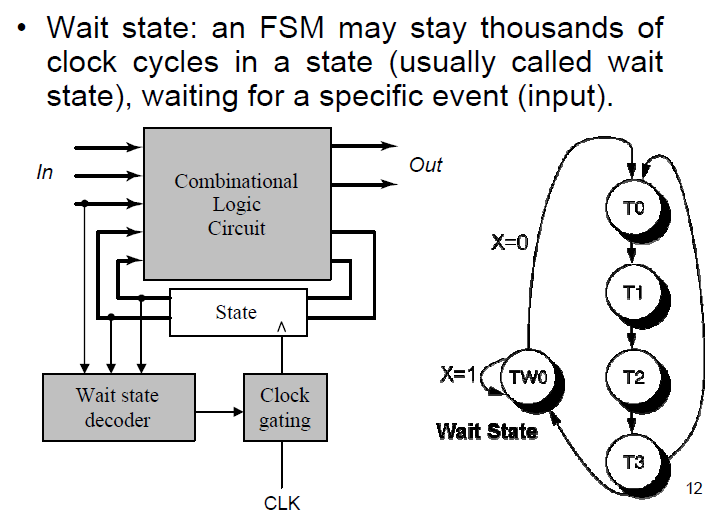 • Wait state: an FSM may stay thousands of
clock cycles in a state (usually called wait
state), waiting for a specific event (input).
In
Combinational
Logic
Circuit
Out
State
Wait state
decoder
Clock
gating
CLK
T0
X=0
T1
X=1
TW0
T2
Wait State
T3
12